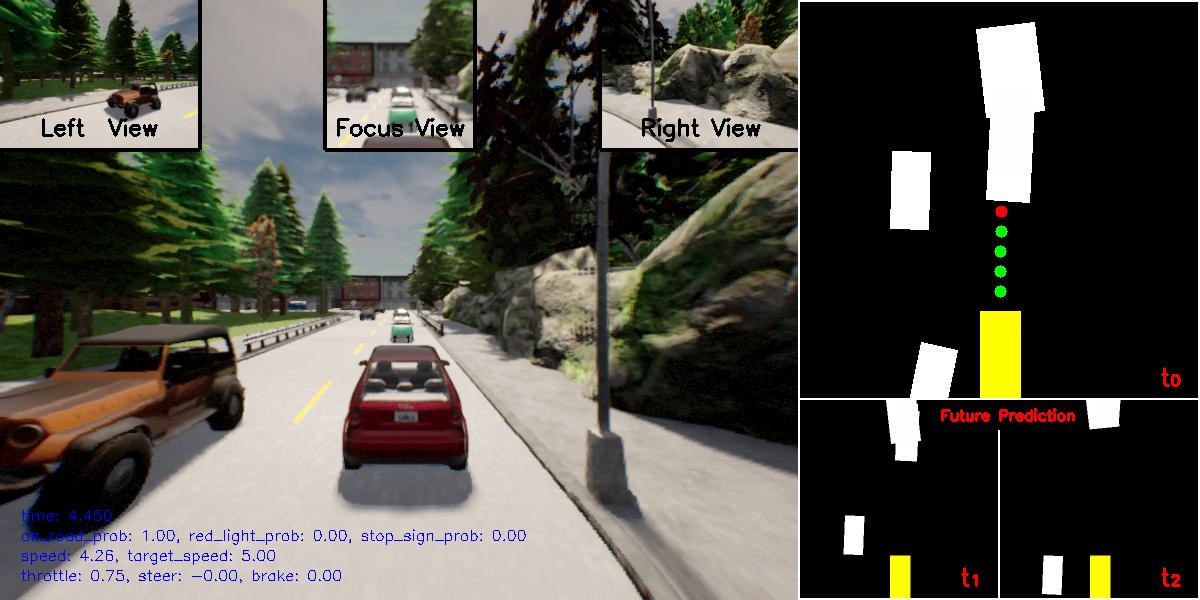 Left View
Focus View
Right View
time: 4.450
on_road_prob: 1.00, red_light_prob: 0.00, stop_sign_prob: 0.00
speed: 4.26, target_speed: 5.00
throttle: 0.75, steer: −0.00, brake: 0.00
t0
Future Prediction
t1
t2